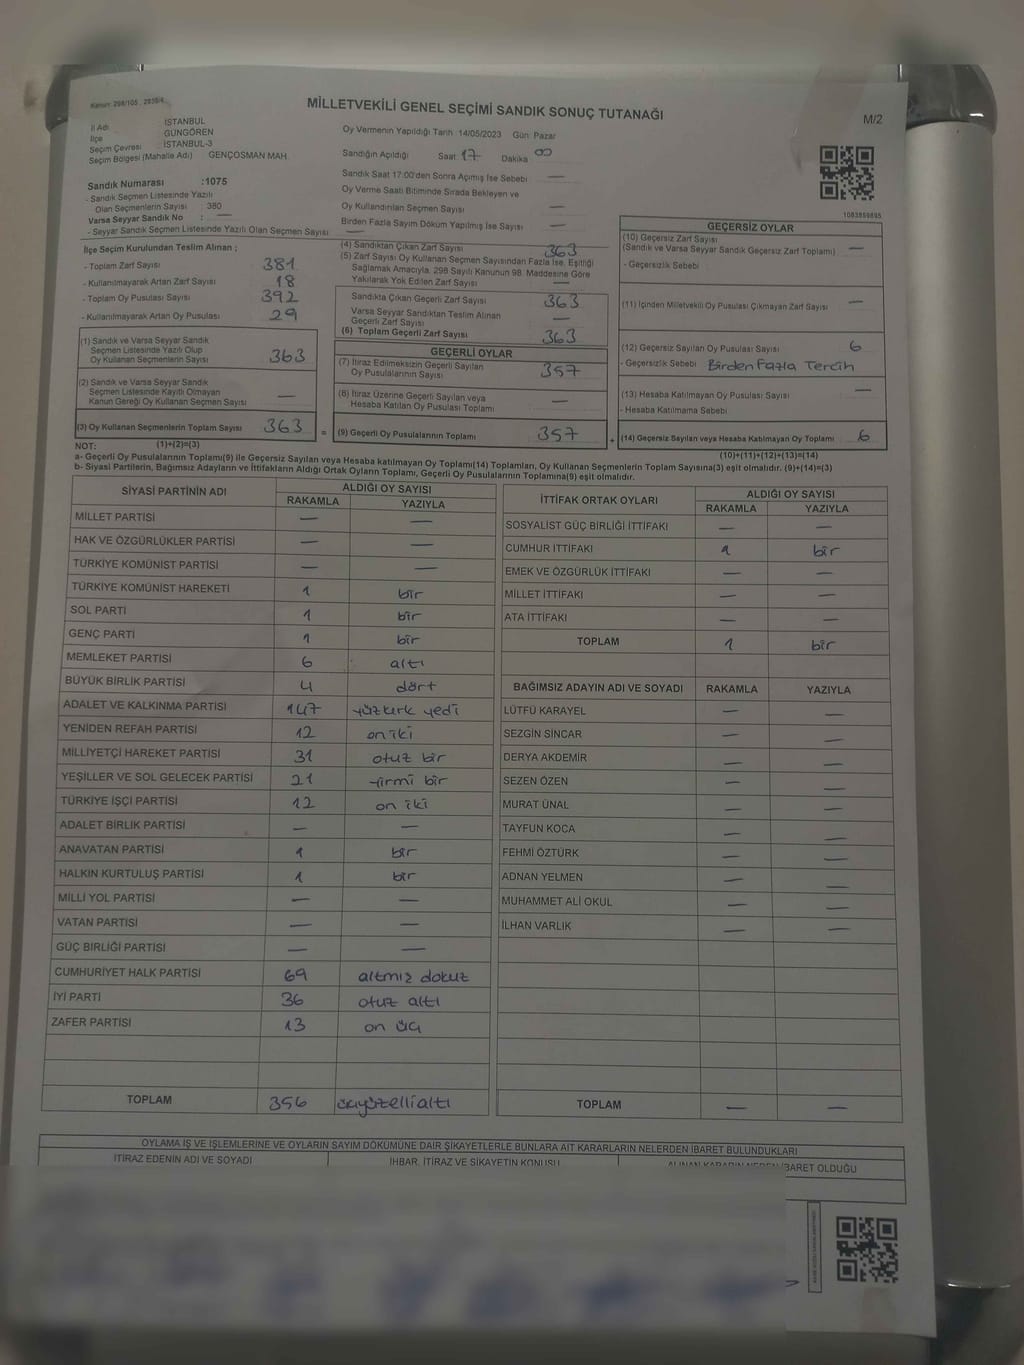 Kanun: 298/105, 2839/4
MİLLETVEKİLİ GENEL SEÇİMİ SANDIK SONUÇ TUTANAĞI
M/2
İl Adı : İSTANBUL
İlçe : GÜNGÖREN
Seçim Çevresi : İSTANBUL-3
Seçim Bölgesi (Mahalle Adı) : GENÇOSMAN MAH.
Sandık Numarası :1075
- Sandık Seçmen Listesinde Yazılı
Olan Seçmenlerin Sayısı : 380
Varsa Seyyar Sandık No : —
- Seyyar Sandık Seçmen Listesinde Yazılı Olan Seçmen Sayısı : —
Oy Vermenin Yapıldığı Tarih 14/05/2023 Gün: Pazar
Sandığın Açıldığı Saat: 17 Dakika : 00
Sandık Saat 17:00'den Sonra Açımış İse Sebebi —
Oy Verme Saati Bitiminde Sırada Bekleyen ve
Oy Kullandırılan Seçmen Sayısı —
Birden Fazla Sayım Döküm Yapılmış İse Sayısı —
1083859895
İlçe Seçim Kurulundan Teslim Alınan ;
- Toplam Zarf Sayısı 381
- Kullanılmayarak Artan Zarf Sayısı 18
- Toplam Oy Pusulası Sayısı 392
- Kullanılmayarak Artan Oy Pusulası 29
(1) Sandık ve Varsa Seyyar Sandık
Seçmen Listesinde Yazılı Olup
Oy Kullanan Seçmenlerin Sayısı 363
(2) Sandık ve Varsa Seyyar Sandık
Seçmen Listesinde Kayıtlı Olmayan
Kanun Gereği Oy Kullanan Seçmen Sayısı —
(3) Oy Kullanan Seçmenlerin Toplam Sayısı 363 =
(4) Sandıktan Çıkan Zarf Sayısı 363
(5) Zarf Sayısı Oy Kullanan Seçmen Sayısından Fazla İse, Eşitliği
Sağlamak Amacıyla, 298 Sayılı Kanunun 98. Maddesine Göre
Yakılarak Yok Edilen Zarf Sayısı —
Sandıkta Çıkan Geçerli Zarf Sayısı 363
Varsa Seyyar Sandıktan Teslim Alınan
Geçerli Zarf Sayısı —
(6) Toplam Geçerli Zarf Sayısı 363
GEÇERLİ OYLAR
(7) İtiraz Edilmeksizin Geçerli Sayılan
Oy Pusulalarının Sayısı 357
(8) İtiraz Üzerine Geçerli Sayılan veya
Hesaba Katılan Oy Pusulası Toplamı —
(9) Geçerli Oy Pusulalarının Toplamı 357 +
GEÇERSİZ OYLAR
(10) Geçersiz Zarf Sayısı
(Sandık ve Varsa Seyyar Sandık Geçersiz Zarf Toplamı) —
- Geçersizlik Sebebi
(11) İçinden Milletvekili Oy Pusulası Çıkmayan Zarf Sayısı —
(12) Geçersiz Sayılan Oy Pusulası Sayısı 6
- Geçersizlik Sebebi Birden Fazla Tercih
(13) Hesaba Katılmayan Oy Pusulası Sayısı —
- Hesaba Katılmama Sebebi
(14) Geçersiz Sayılan veya Hesaba Katılmayan Oy Toplamı 6
NOT: (1)+(2)=(3)
(10)+(11)+(12)+(13)=(14)
a- Geçerli Oy Pusulalarının Toplamı(9) ile Geçersiz Sayılan veya Hesaba katılmayan Oy Toplamı(14) Toplamları, Oy Kullanan Seçmenlerin Toplam Sayısına(3) eşit olmalıdır. (9)+(14)=(3)
b- Siyasi Partilerin, Bağımsız Adayların ve İttifakların Aldığı Ortak Oyların Toplamı, Geçerli Oy Pusulalarının Toplamına(9) eşit olmalıdır.
SİYASİ PARTİNİN ADI ALDIĞI OY SAYISI
RAKAMLA YAZIYLA
MİLLET PARTİSİ — —
HAK VE ÖZGÜRLÜKLER PARTİSİ — —
TÜRKİYE KOMÜNİST PARTİSİ — —
TÜRKİYE KOMÜNİST HAREKETİ 1 bir
SOL PARTİ 1 bir
GENÇ PARTİ 1 bir
MEMLEKET PARTİSİ 6 altı
BÜYÜK BİRLİK PARTİSİ 4 dört
ADALET VE KALKINMA PARTİSİ 147 yüzkırk yedi
YENİDEN REFAH PARTİSİ 12 on iki
MİLLİYETÇİ HAREKET PARTİSİ 31 otuz bir
YEŞİLLER VE SOL GELECEK PARTİSİ 21 yirmi bir
TÜRKİYE İŞÇİ PARTİSİ 12 on iki
ADALET BİRLİK PARTİSİ — —
ANAVATAN PARTİSİ 1 bir
HALKIN KURTULUŞ PARTİSİ 1 bir
MİLLİ YOL PARTİSİ — —
VATAN PARTİSİ — —
GÜÇ BİRLİĞİ PARTİSİ — —
CUMHURİYET HALK PARTİSİ 69 altmış dokuz
İYİ PARTİ 36 otuz altı
ZAFER PARTİSİ 13 on üç
TOPLAM 356 üçyüzellialtı
İTTİFAK ORTAK OYLARI ALDIĞI OY SAYISI
RAKAMLA YAZIYLA
SOSYALİST GÜÇ BİRLİĞİ İTTİFAKI — —
CUMHUR İTTİFAKI 1 bir
EMEK VE ÖZGÜRLÜK İTTİFAKI — —
MİLLET İTTİFAKI — —
ATA İTTİFAKI — —
TOPLAM 1 bir
BAĞIMSIZ ADAYIN ADI VE SOYADI RAKAMLA YAZIYLA
LÜTFÜ KARAYEL — —
SEZGİN SİNCAR — —
DERYA AKDEMİR — —
SEZEN ÖZEN — —
MURAT ÜNAL — —
TAYFUN KOCA — —
FEHMİ ÖZTÜRK — —
ADNAN YELMEN — —
MUHAMMET ALİ OKUL — —
İLHAN VARLIK — —
TOPLAM — —
OYLAMA İŞ VE İŞLEMLERİNE VE OYLARIN SAYIM DÖKÜMÜNE DAİR ŞİKAYETLERLE BUNLARA AİT KARARLARIN NELERDEN İBARET BULUNDUKLARI
İTİRAZ EDENİN ADI VE SOYADI İHBAR, İTİRAZ VE ŞİKAYETİN KONUSU ALINAN KARARIN NEDEN İBARET OLDUĞU